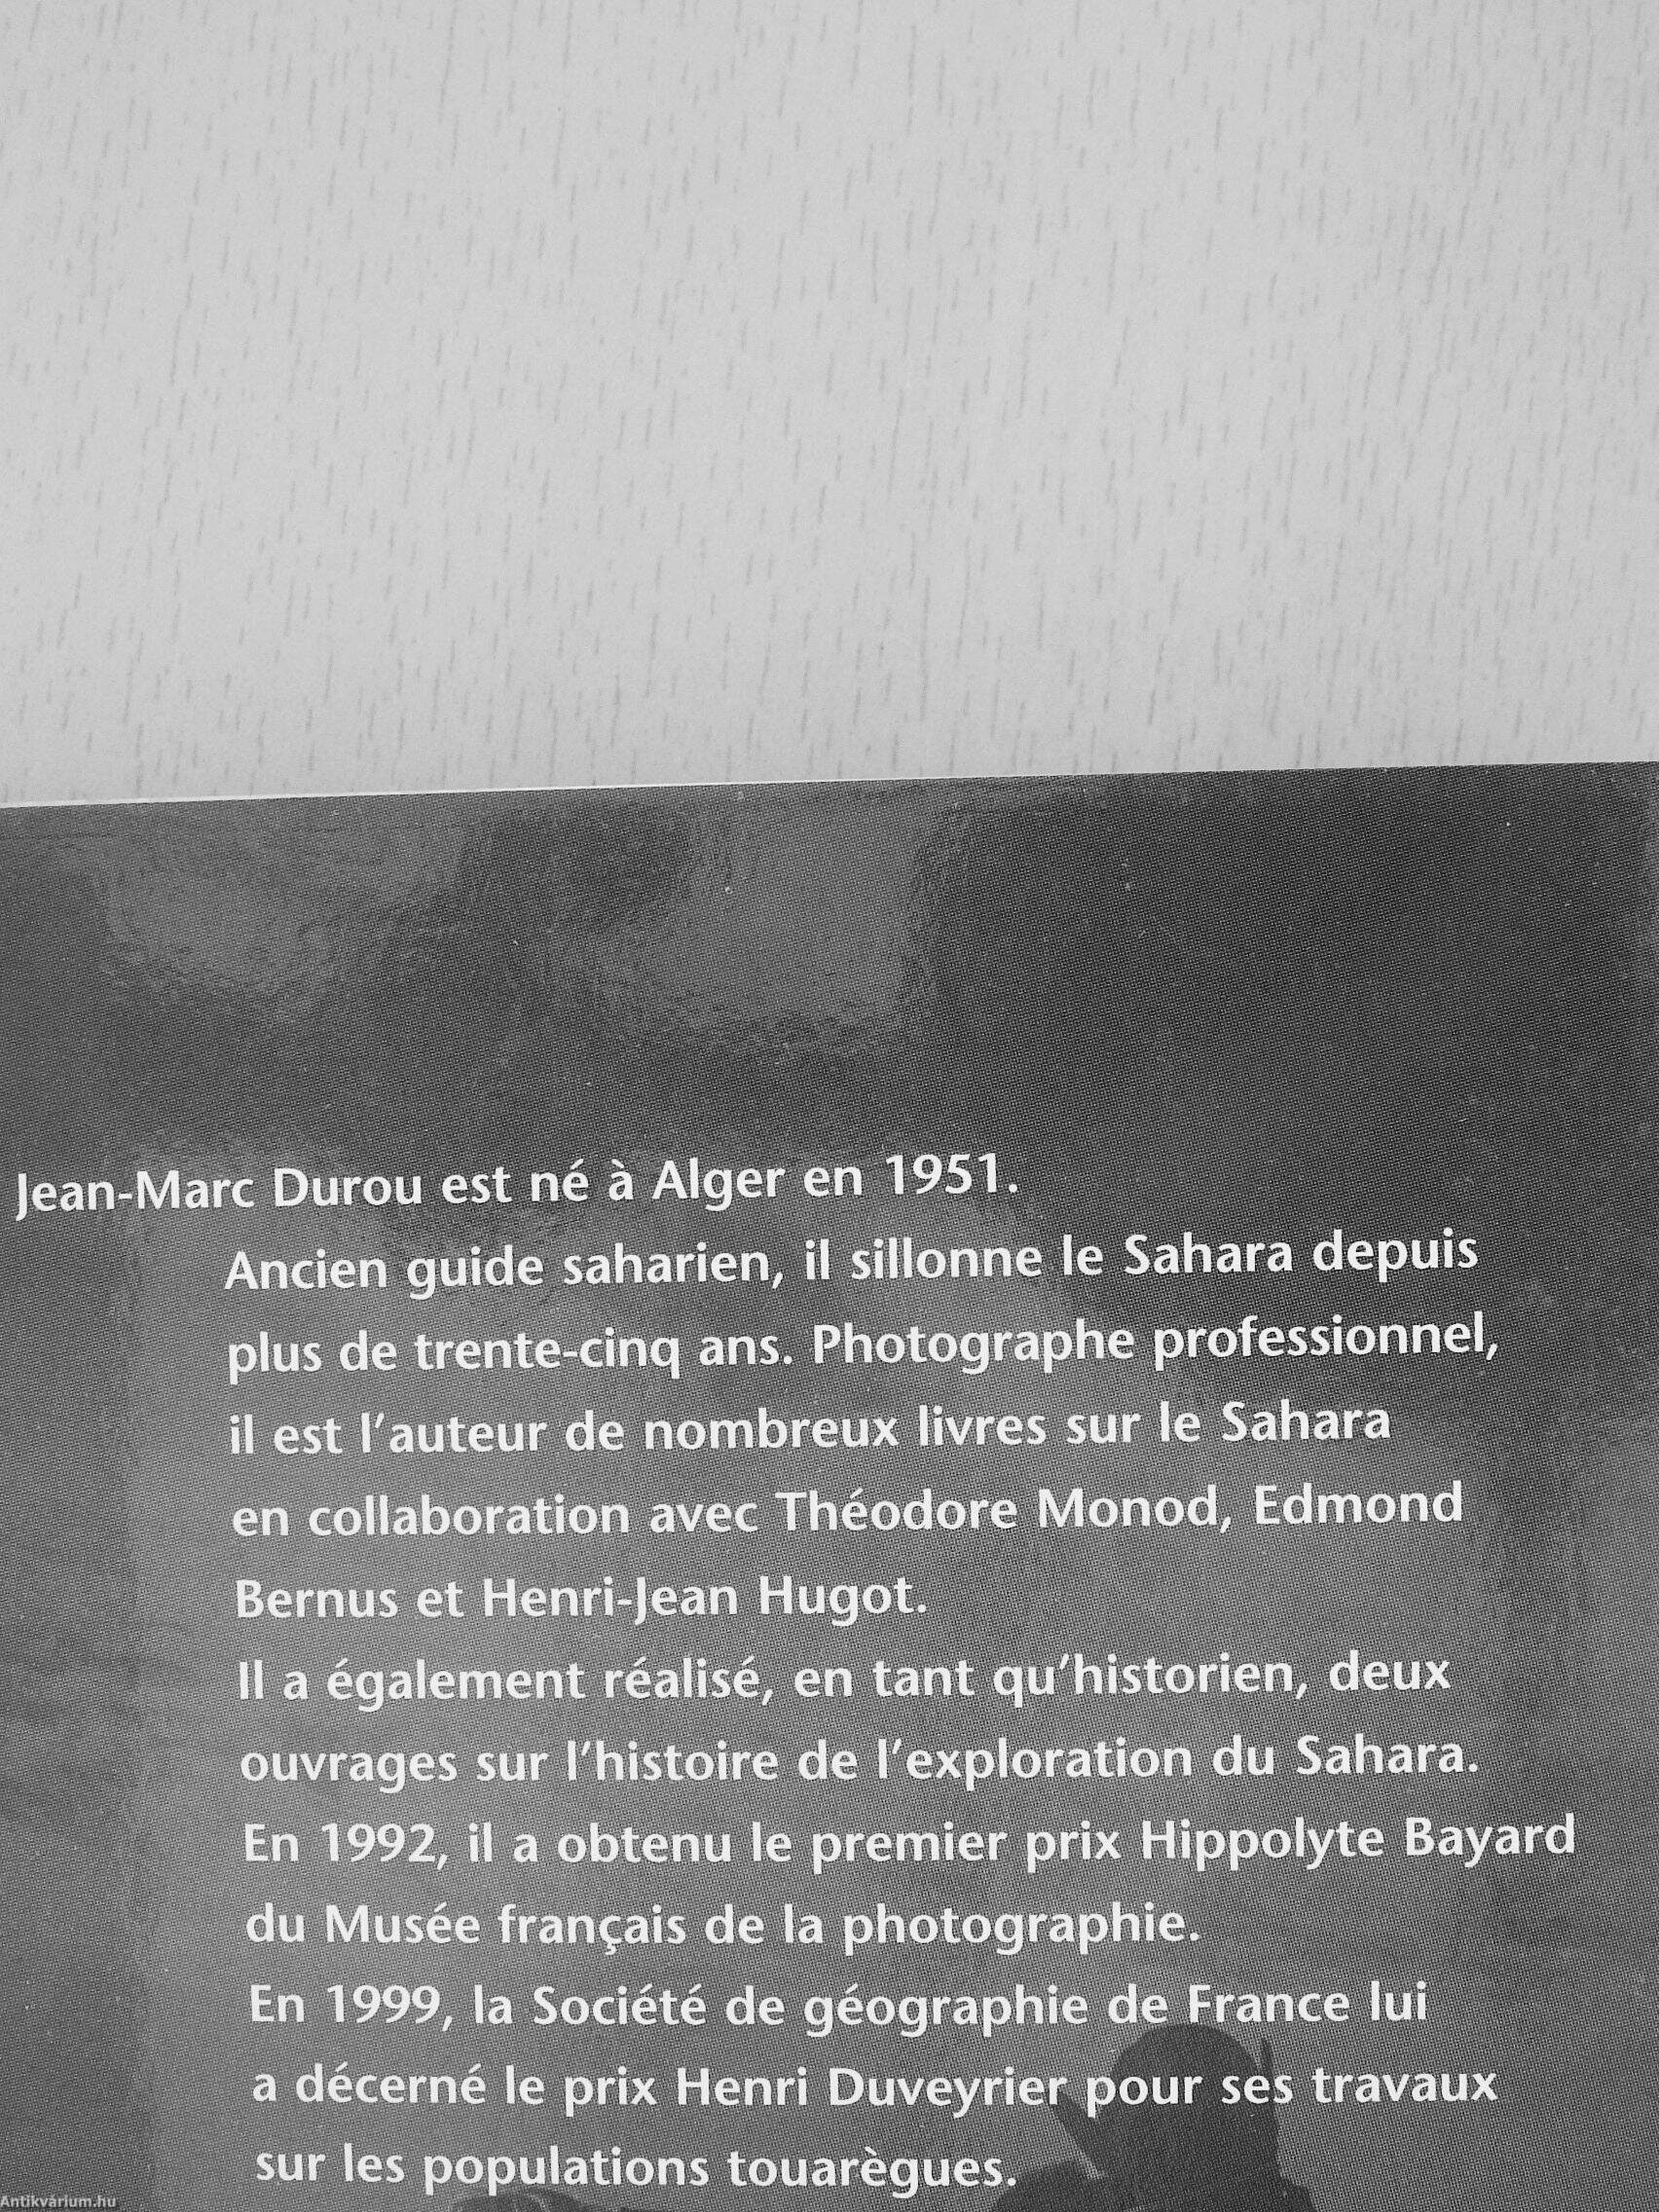 Jean-Marc Durou est né à Alger en 1951.
Ancien guide saharien, il sillonne le Sahara depuis
plus de trente-cinq ans. Photographe professionnel,
il est l'auteur de nombreux livres sur le Sahara
en collaboration avec Théodore Monod, Edmond
Bernus et Henri-Jean Hugot.
Il a également réalisé, en tant qu'historien, deux
ouvrages sur l'histoire de l'exploration du Sahara.
En 1992, il a obtenu le premier prix Hippolyte Bayard
du Musée français de la photographie.
En 1999, la Société de géographie de France lui
a décerné le prix Henri Duveyrier pour ses travaux
sur les populations touarègues.
Antikvárium.hu